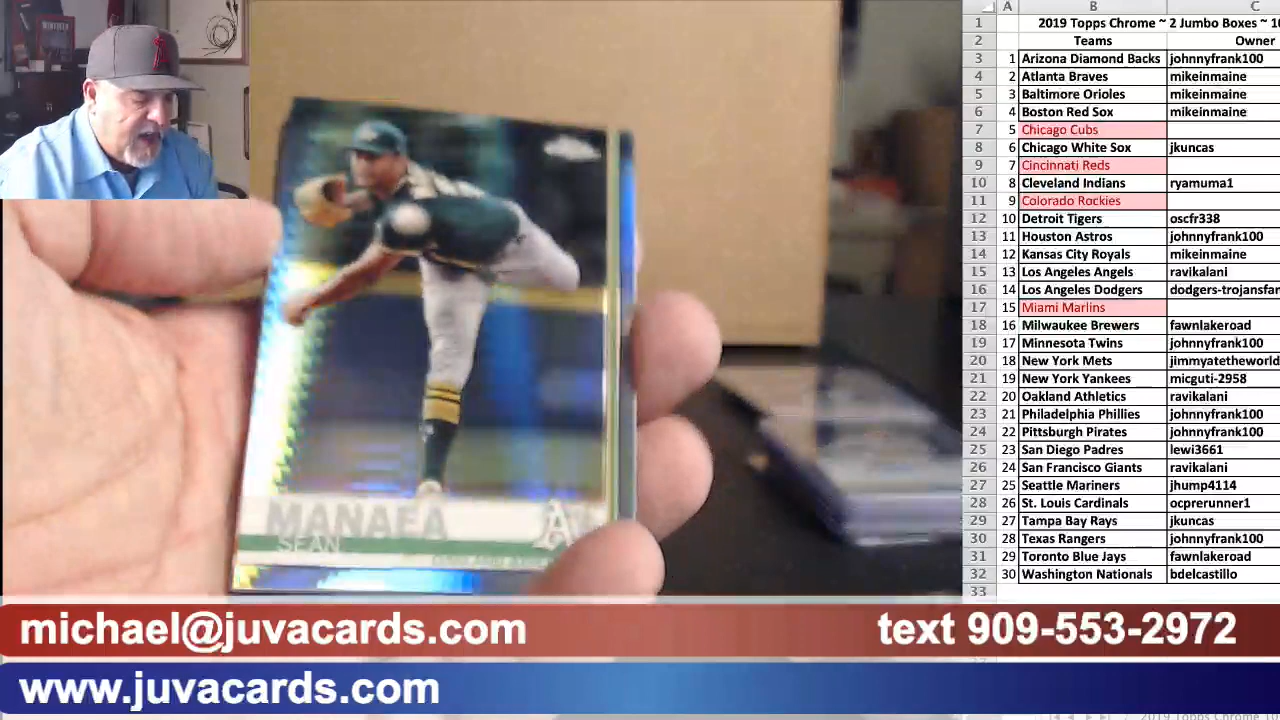 A B C
1 2019 Topps Chrome ~ 2 Jumbo Boxes ~ 10
2 Teams Owner
3 1 Arizona Diamond Backs johnnyfrank100
4 2 Atlanta Braves mikeinmaine
5 3 Baltimore Orioles mikeinmaine
6 4 Boston Red Sox mikeinmaine
7 5 Chicago Cubs
8 6 Chicago White Sox jkuncas
9 7 Cincinnati Reds
10 8 Cleveland Indians ryamuma1
11 9 Colorado Rockies
12 10 Detroit Tigers oscfr338
13 11 Houston Astros johnnyfrank100
14 12 Kansas City Royals mikeinmaine
15 13 Los Angeles Angels ravikalani
16 14 Los Angeles Dodgers dodgers-trojansfan
17 15 Miami Marlins
18 16 Milwaukee Brewers fawnlakeroad
19 17 Minnesota Twins johnnyfrank100
20 18 New York Mets jimmyatetheworld
21 19 New York Yankees micguti-2958
22 20 Oakland Athletics ravikalani
23 21 Philadelphia Phillies johnnyfrank100
24 22 Pittsburgh Pirates johnnyfrank100
25 23 San Diego Padres lewi3661
26 24 San Francisco Giants ravikalani
27 25 Seattle Mariners jhump4114
28 26 St. Louis Cardinals ocprerunner1
29 27 Tampa Bay Rays jkuncas
30 28 Texas Rangers johnnyfrank100
31 29 Toronto Blue Jays fawnlakeroad
32 30 Washington Nationals bdelcastillo
33
SEAN
A's
michael@juvacards.com text 909-553-2972
www.juvacards.com